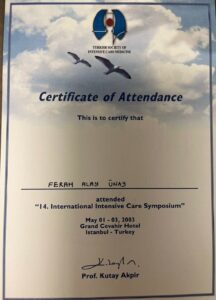 TURKISH SOCIETY OF
INTENSIVE CARE MEDICINE
Certificate of Attendance
This is to certify that
FERAH ALAY ÜNAŞ
attended
"14. International Intensive Care Symposium"
May 01 - 03, 2003
Grand Cevahir Hotel
Istanbul - Turkey
Prof. Kutay Akpir